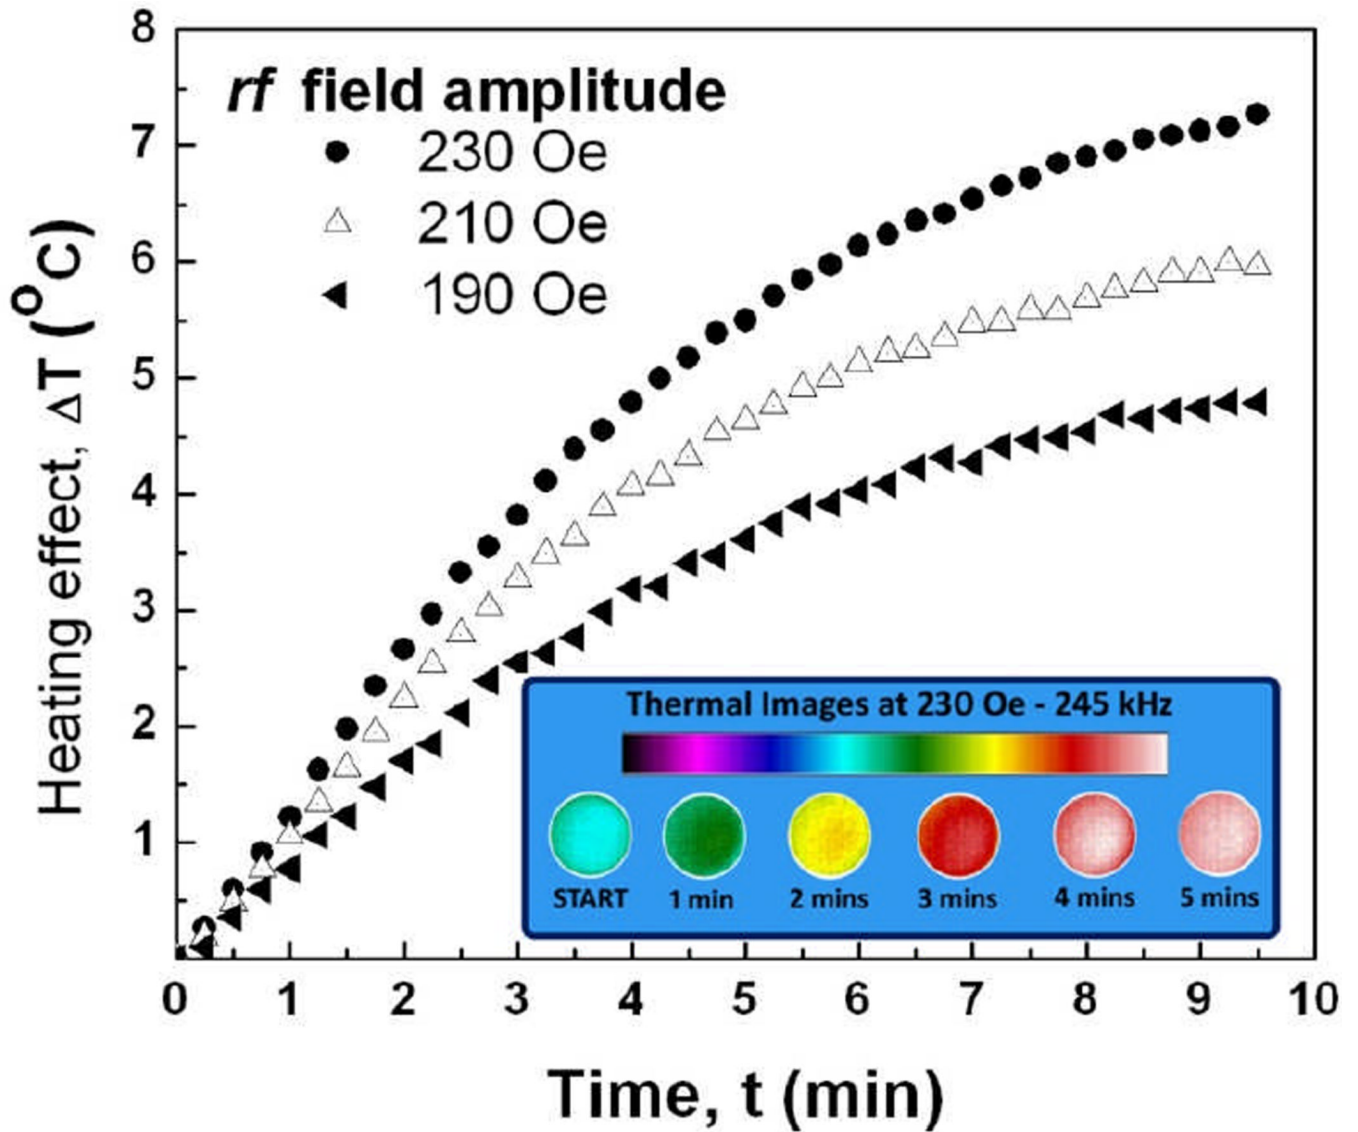 8
7
6
5
4
3
2
1
Heating effect, ΔT (°C)
rf field amplitude
230 Oe
210 Oe
190 Oe
Thermal Images at 230 Oe - 245 kHz
START 1 min 2 mins 3 mins 4 mins 5 mins
0 1 2 3 4 5 6 7 8 9 10
Time, t (min)